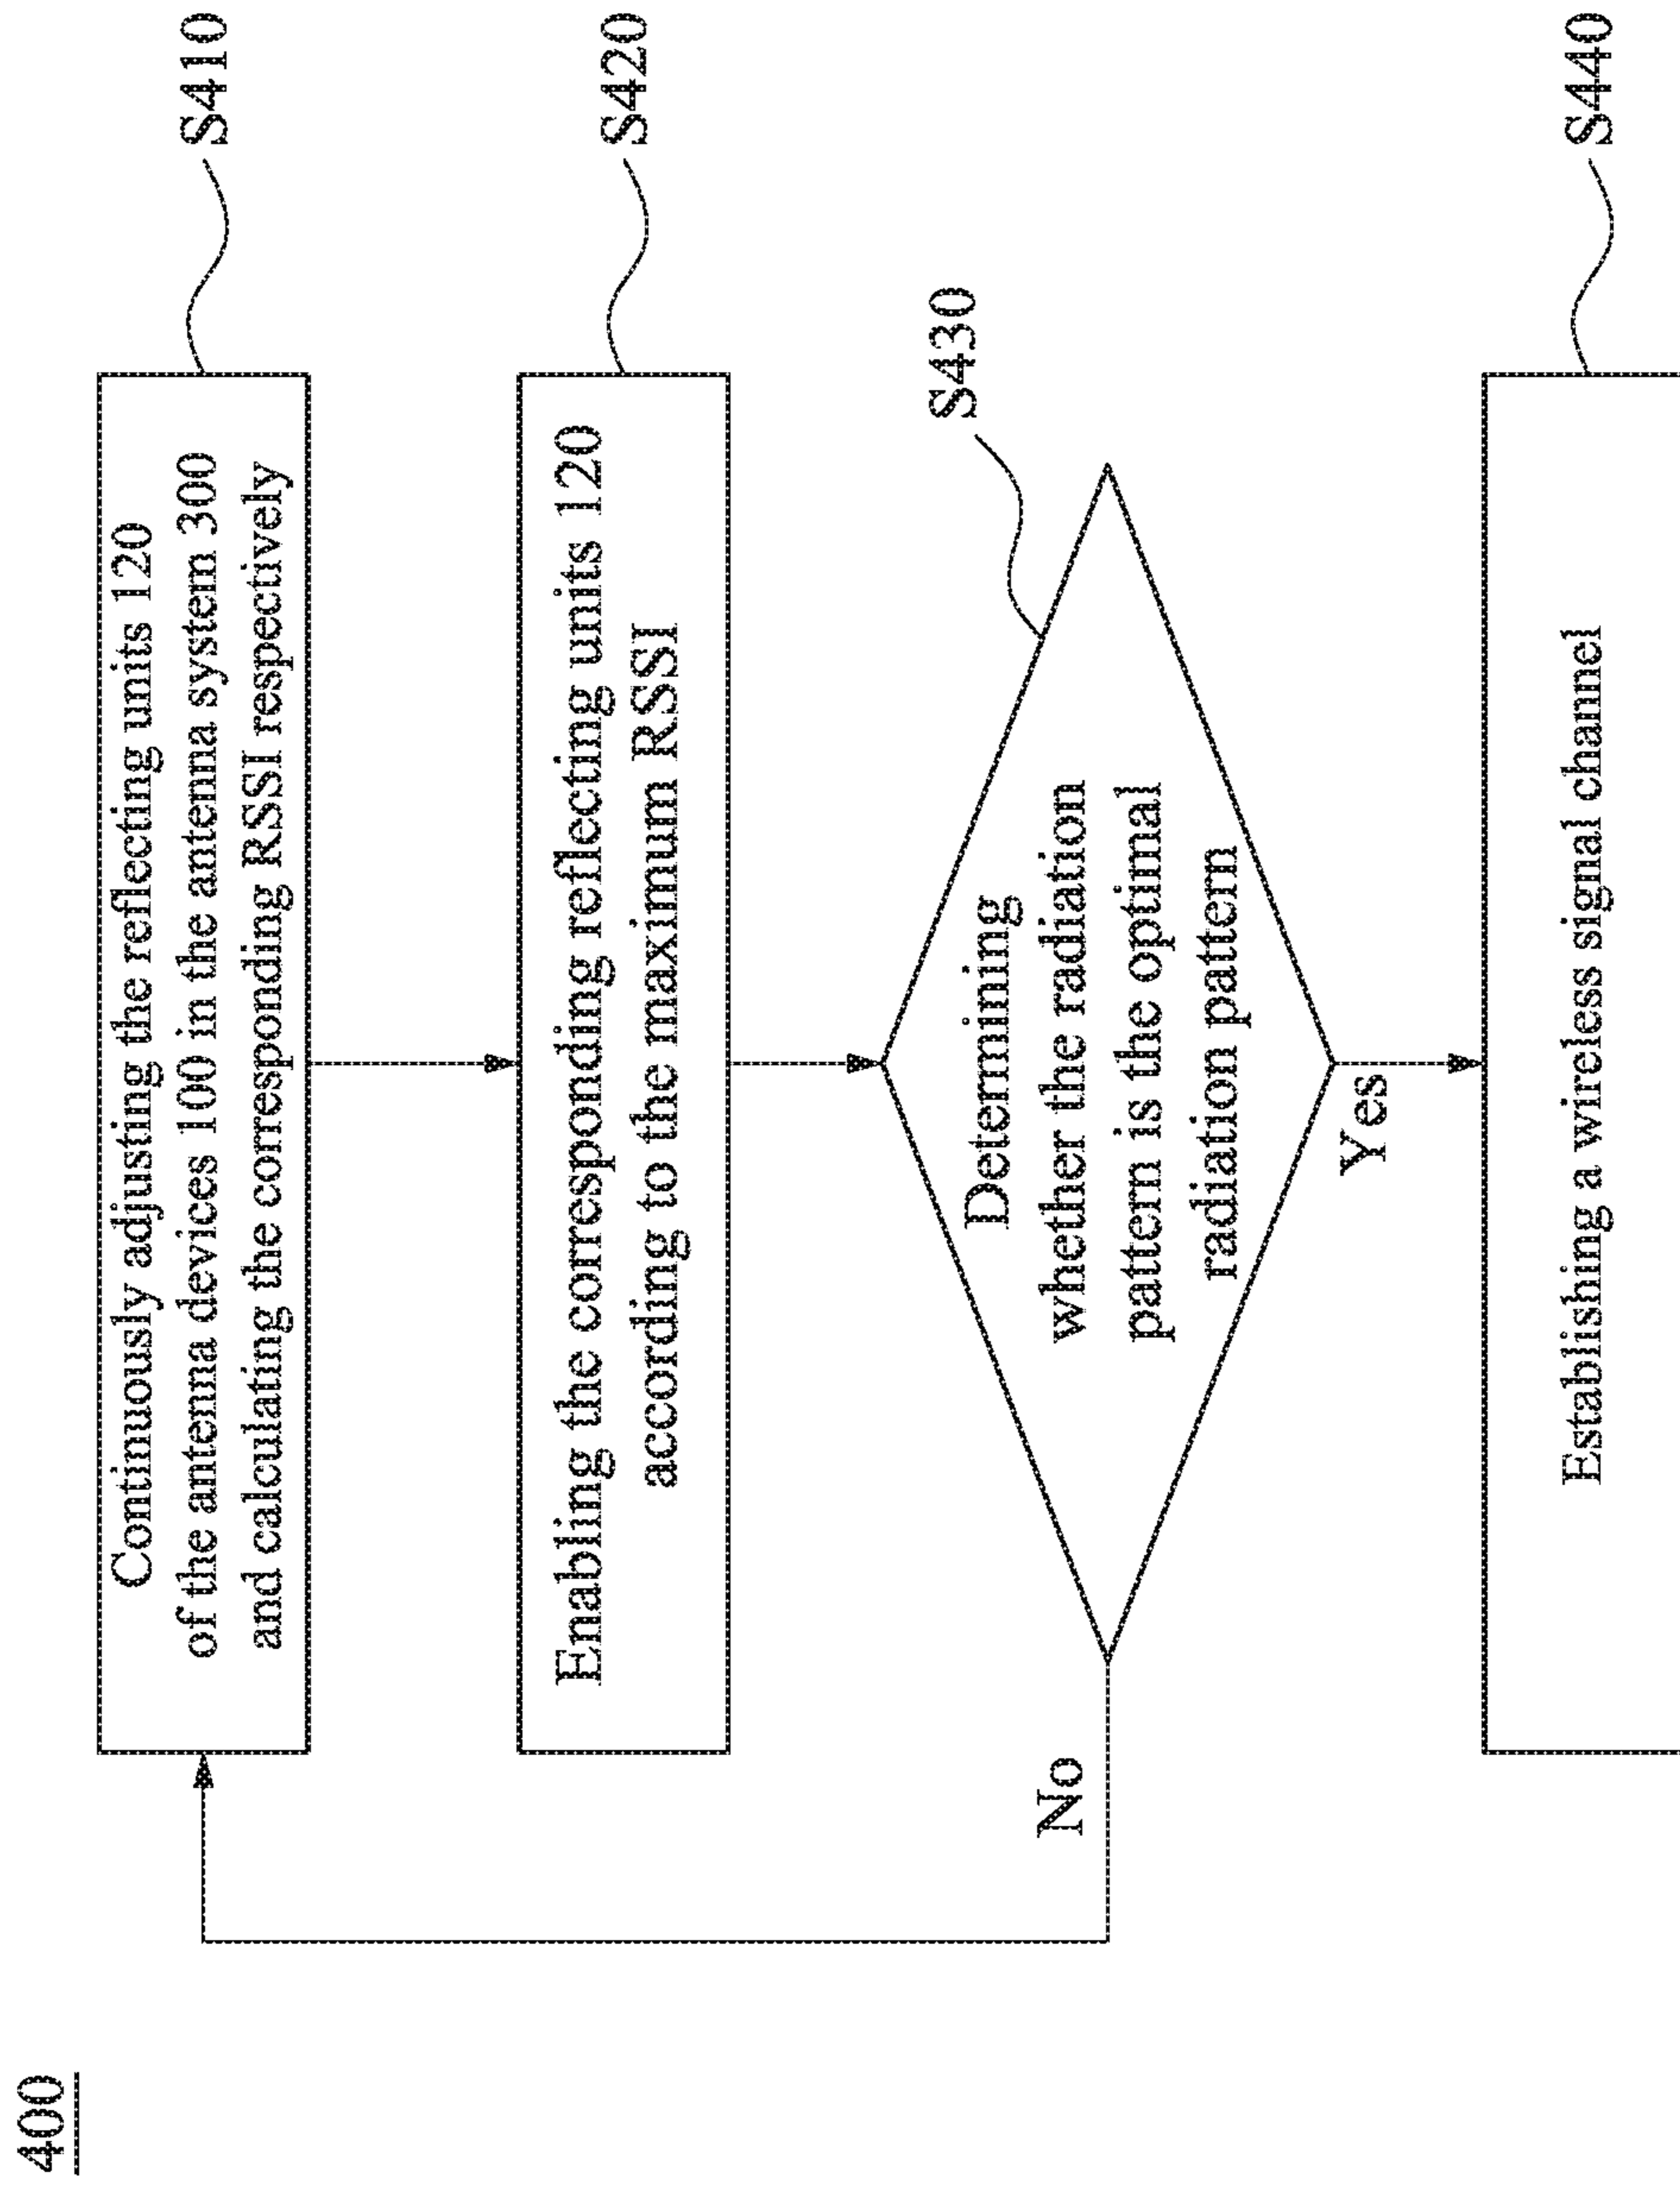 400
Continuously adjusting the reflecting units 120
of the antenna devices 100 in the antenna system 300
and calculating the corresponding RSSI respectively
S410
Enabling the corresponding reflecting units 120
according to the maximum RSSI
S420
Determining
whether the radiation
pattern is the optimal
radiation pattern
S430
No
Yes
Establishing a wireless signal channel
S440